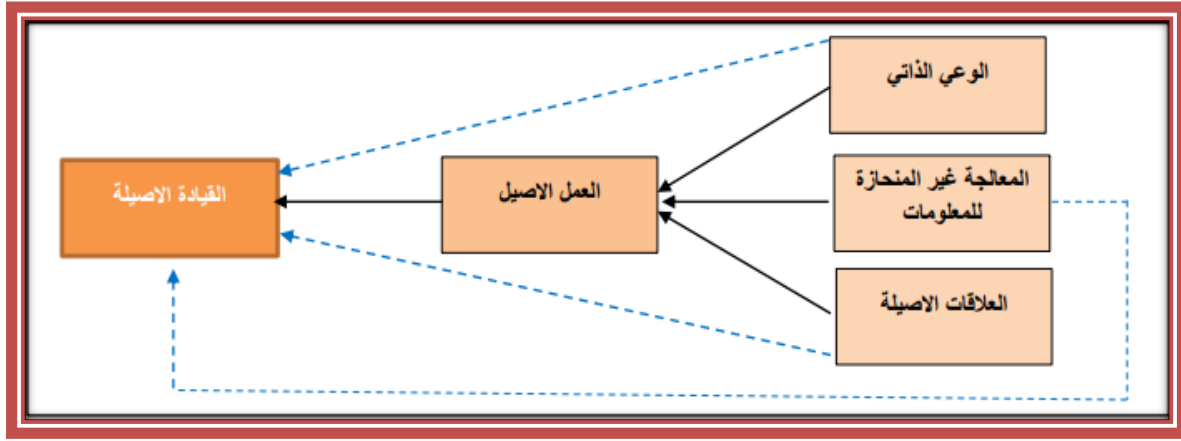 الوعي الذاتي
المعالجة غير المنحازة
للمعلومات
العمل الاصيل
القيادة الاصيلة
العلاقات الاصيلة